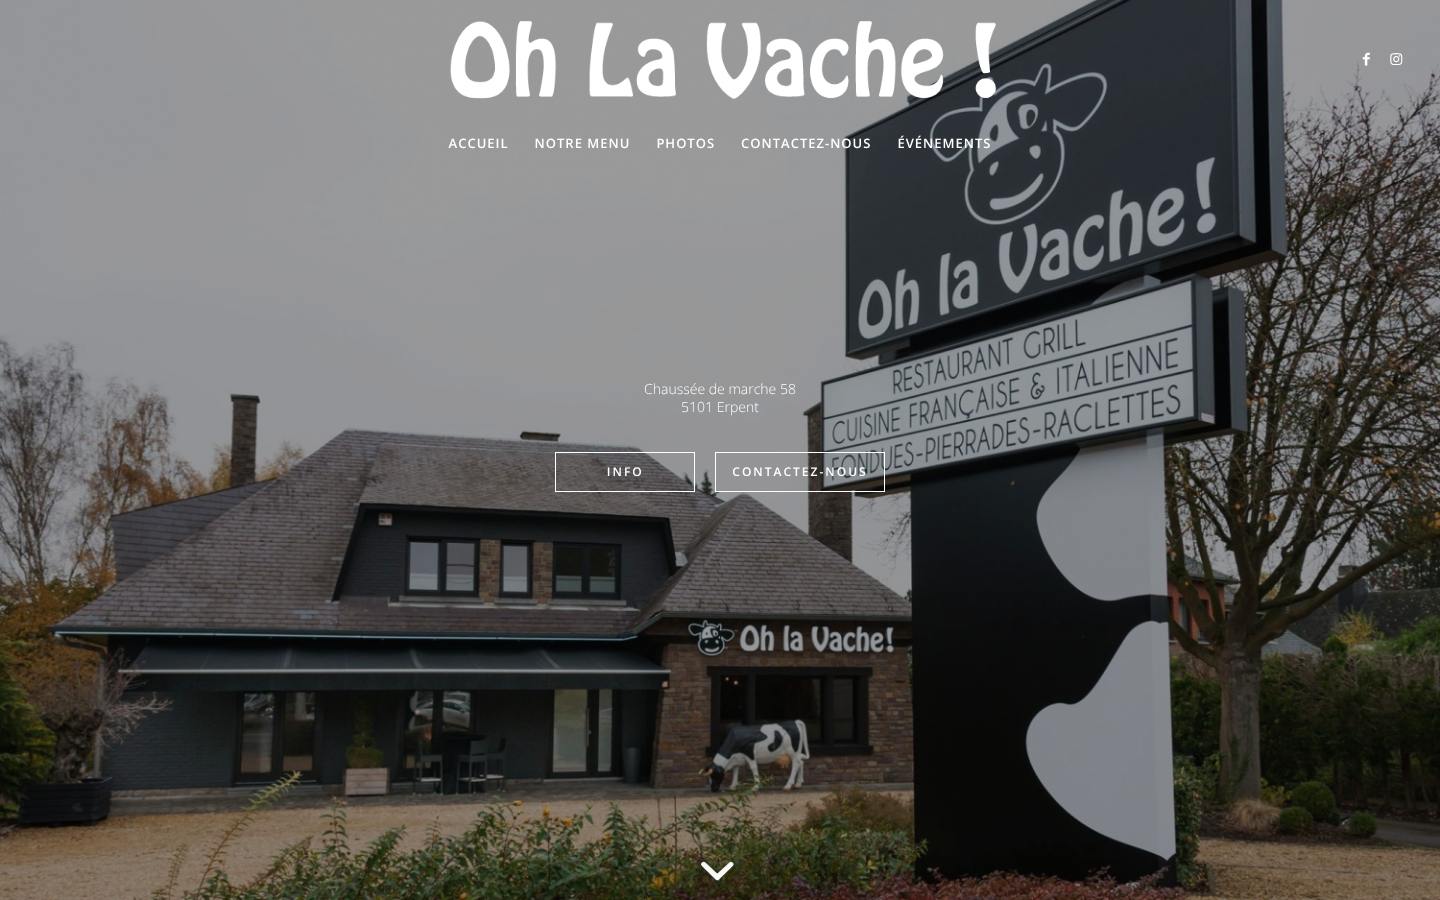 Oh La Vache !
ACCUEIL NOTRE MENU PHOTOS CONTACTEZ-NOUS ÉVÉNEMENTS
Oh la Vache!
RESTAURANT GRILL
CUISINE FRANÇAISE & ITALIENNE
FONDUES-PIERRADES-RACLETTES
Chaussée de marche 58
5101 Erpent
INFO CONTACTEZ-NOUS
Oh la Vache!